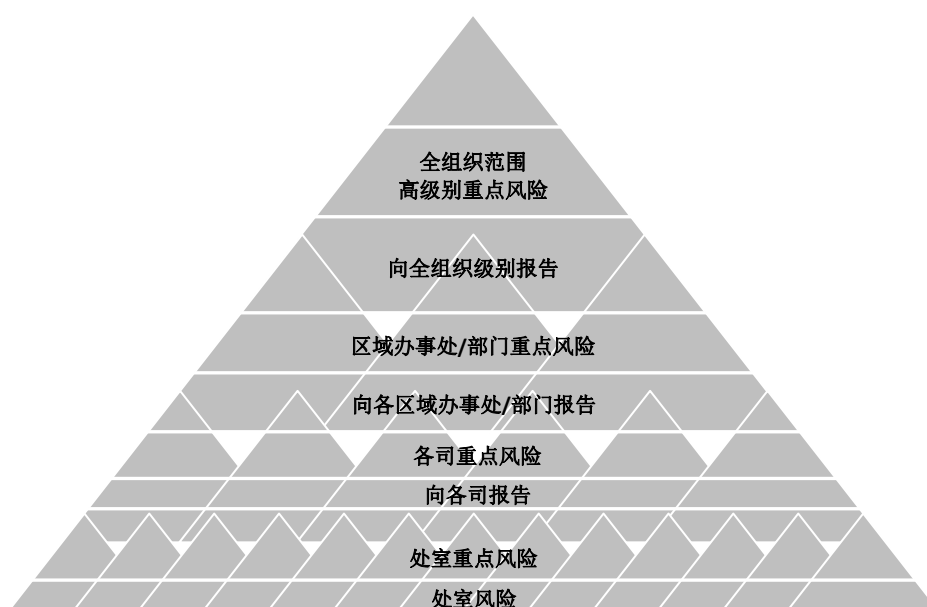 全组织范围
高级别重点风险
向全组织级别报告
区域办事处/部门重点风险
向各区域办事处/部门报告
各司重点风险
向各司报告
处室重点风险
处室风险